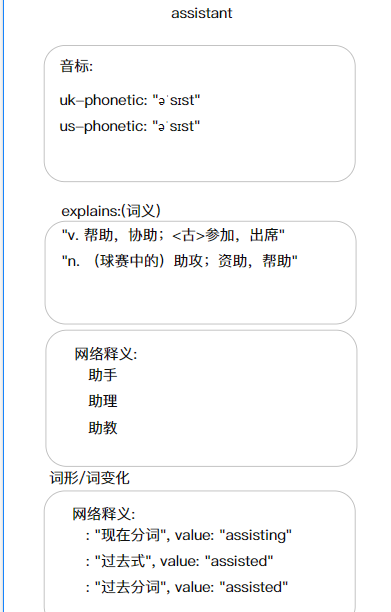 assistant
音标:
uk-phonetic: "əˈsɪst"
us-phonetic: "əˈsɪst"
explains:(词义)
"v. 帮助，协助；<古>参加，出席"
"n. （球赛中的）助攻；资助，帮助"
网络释义:
助手
助理
助教
词形/词变化
网络释义:
: "现在分词", value: "assisting"
: "过去式", value: "assisted"
: "过去分词", value: "assisted"